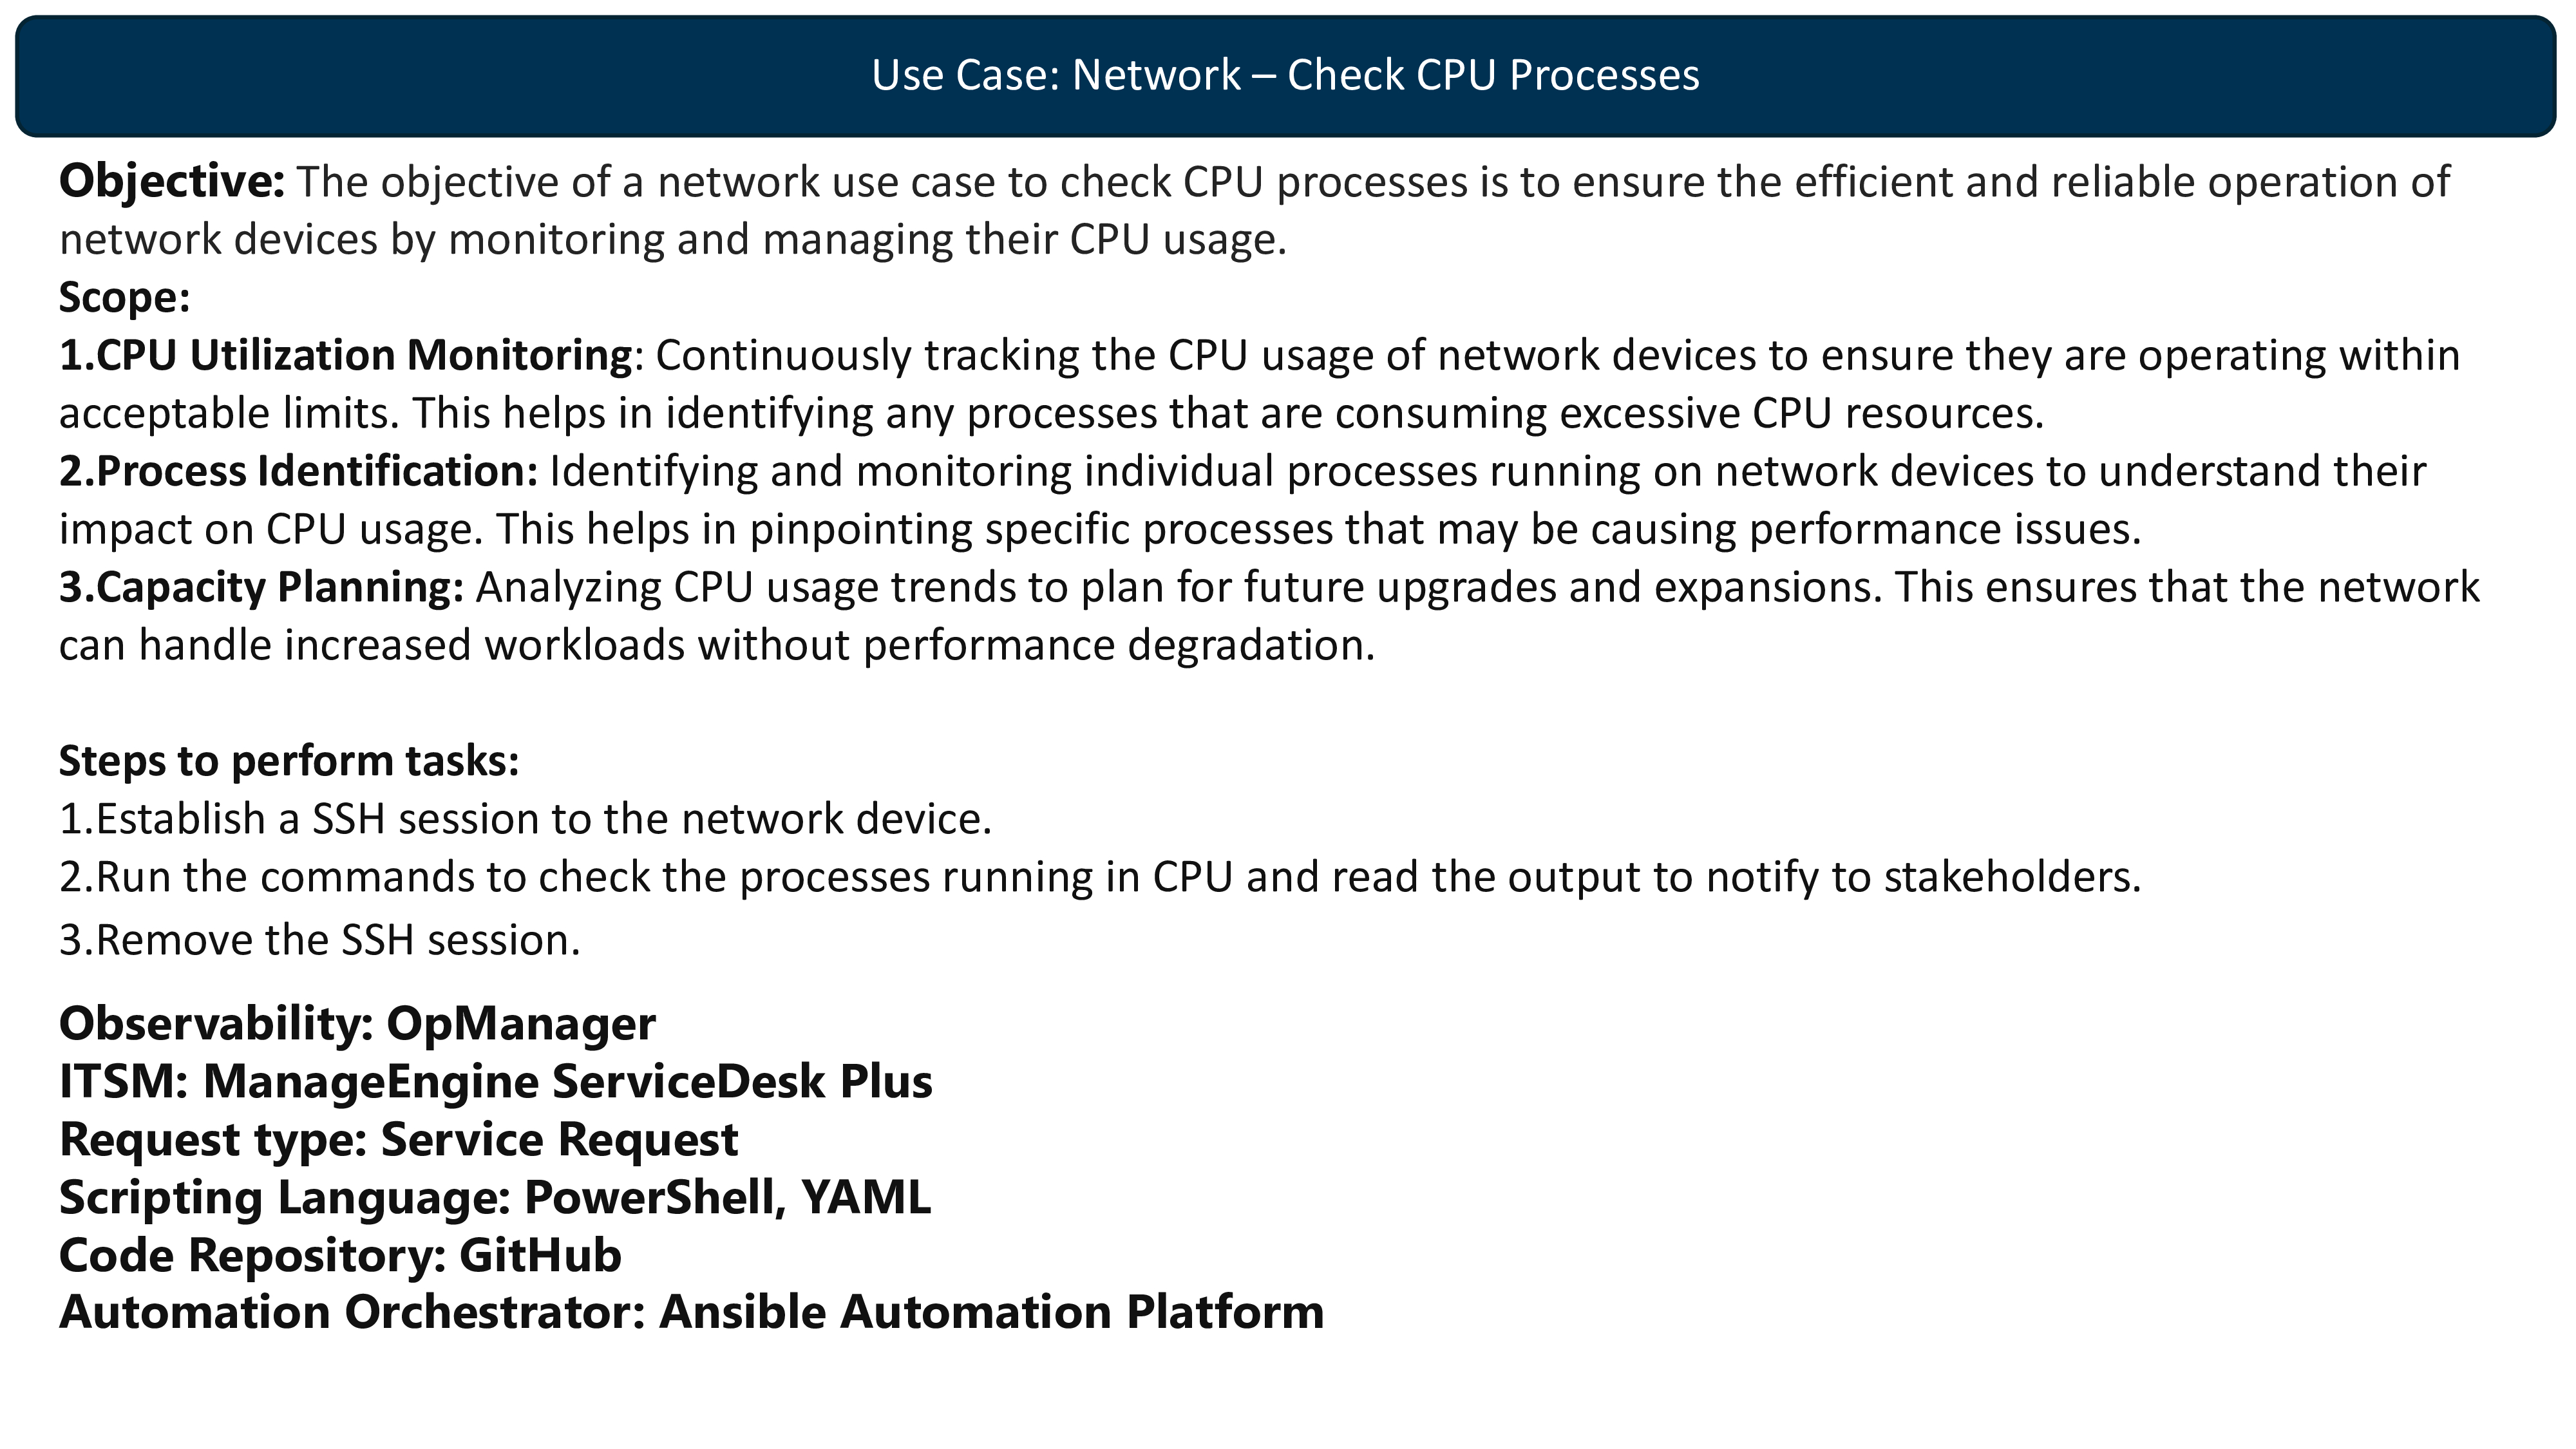 Use Case: Network – Check CPU Processes
Objective: The objective of a network use case to check CPU processes is to ensure the efficient and reliable operation of
network devices by monitoring and managing their CPU usage.
Scope:
1.CPU Utilization Monitoring: Continuously tracking the CPU usage of network devices to ensure they are operating within
acceptable limits. This helps in identifying any processes that are consuming excessive CPU resources.
2.Process Identification: Identifying and monitoring individual processes running on network devices to understand their
impact on CPU usage. This helps in pinpointing specific processes that may be causing performance issues.
3.Capacity Planning: Analyzing CPU usage trends to plan for future upgrades and expansions. This ensures that the network
can handle increased workloads without performance degradation.
Steps to perform tasks:
1.Establish a SSH session to the network device.
2.Run the commands to check the processes running in CPU and read the output to notify to stakeholders.
3.Remove the SSH session.
Observability: OpManager
ITSM: ManageEngine ServiceDesk Plus
Request type: Service Request
Scripting Language: PowerShell, YAML
Code Repository: GitHub
Automation Orchestrator: Ansible Automation Platform